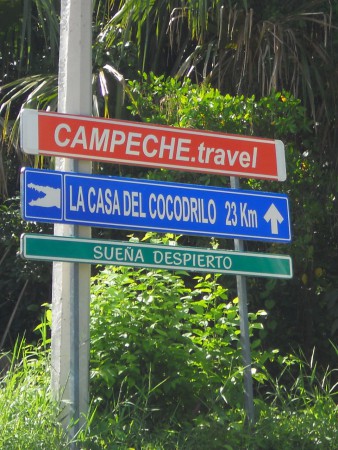 CAMPECHE.travel
LA CASA DEL COCODRILO 23 Km
SUEÑA DESPIERTO